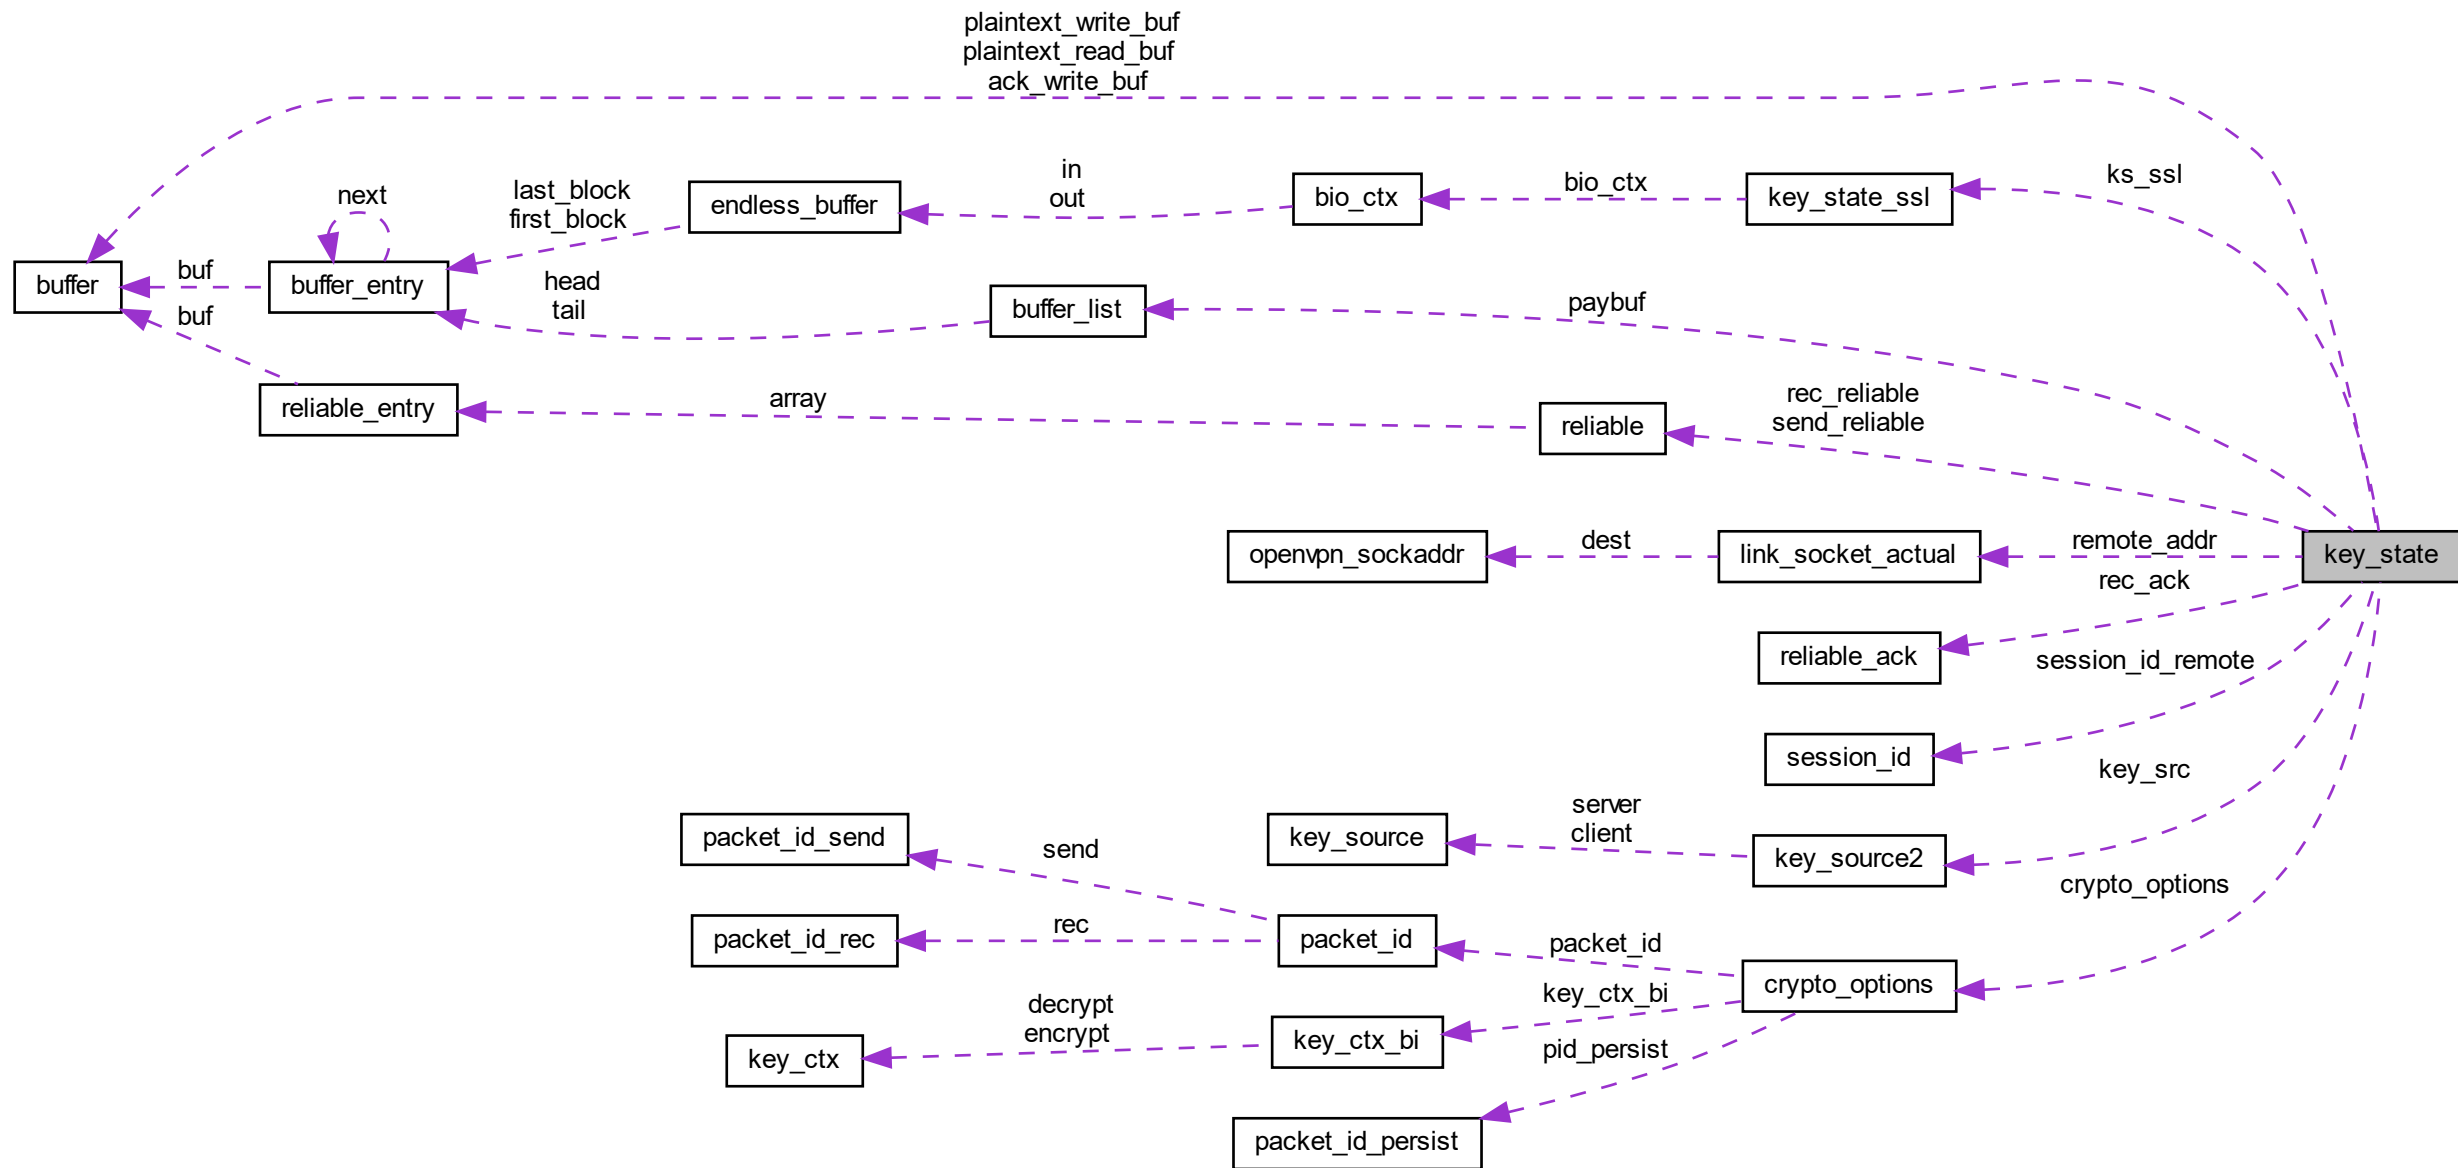 plaintext_write_buf
plaintext_read_buf
ack_write_buf
next
last_block
first_block
endless_buffer
in
out
bio_ctx
bio_ctx
key_state_ssl
ks_ssl
buffer
buf
buffer_entry
head
tail
buffer_list
paybuf
buf
reliable_entry
array
reliable
rec_reliable
send_reliable
openvpn_sockaddr
dest
link_socket_actual
remote_addr
key_state
rec_ack
reliable_ack
session_id_remote
session_id
key_src
packet_id_send
send
key_source
server
client
key_source2
crypto_options
packet_id_rec
rec
packet_id
packet_id
crypto_options
key_ctx_bi
key_ctx
decrypt
encrypt
key_ctx_bi
pid_persist
packet_id_persist